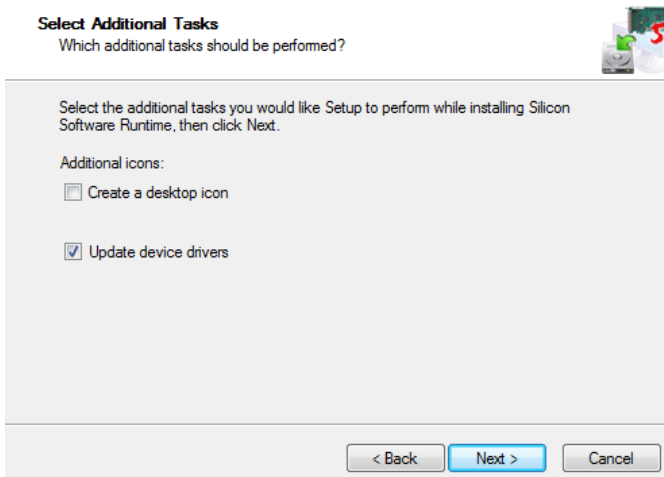 Select Additional Tasks
Which additional tasks should be performed?
Select the additional tasks you would like Setup to perform while installing Silicon
Software Runtime, then click Next.
Additional icons:
Create a desktop icon
Update device drivers
< Back
Next >
Cancel